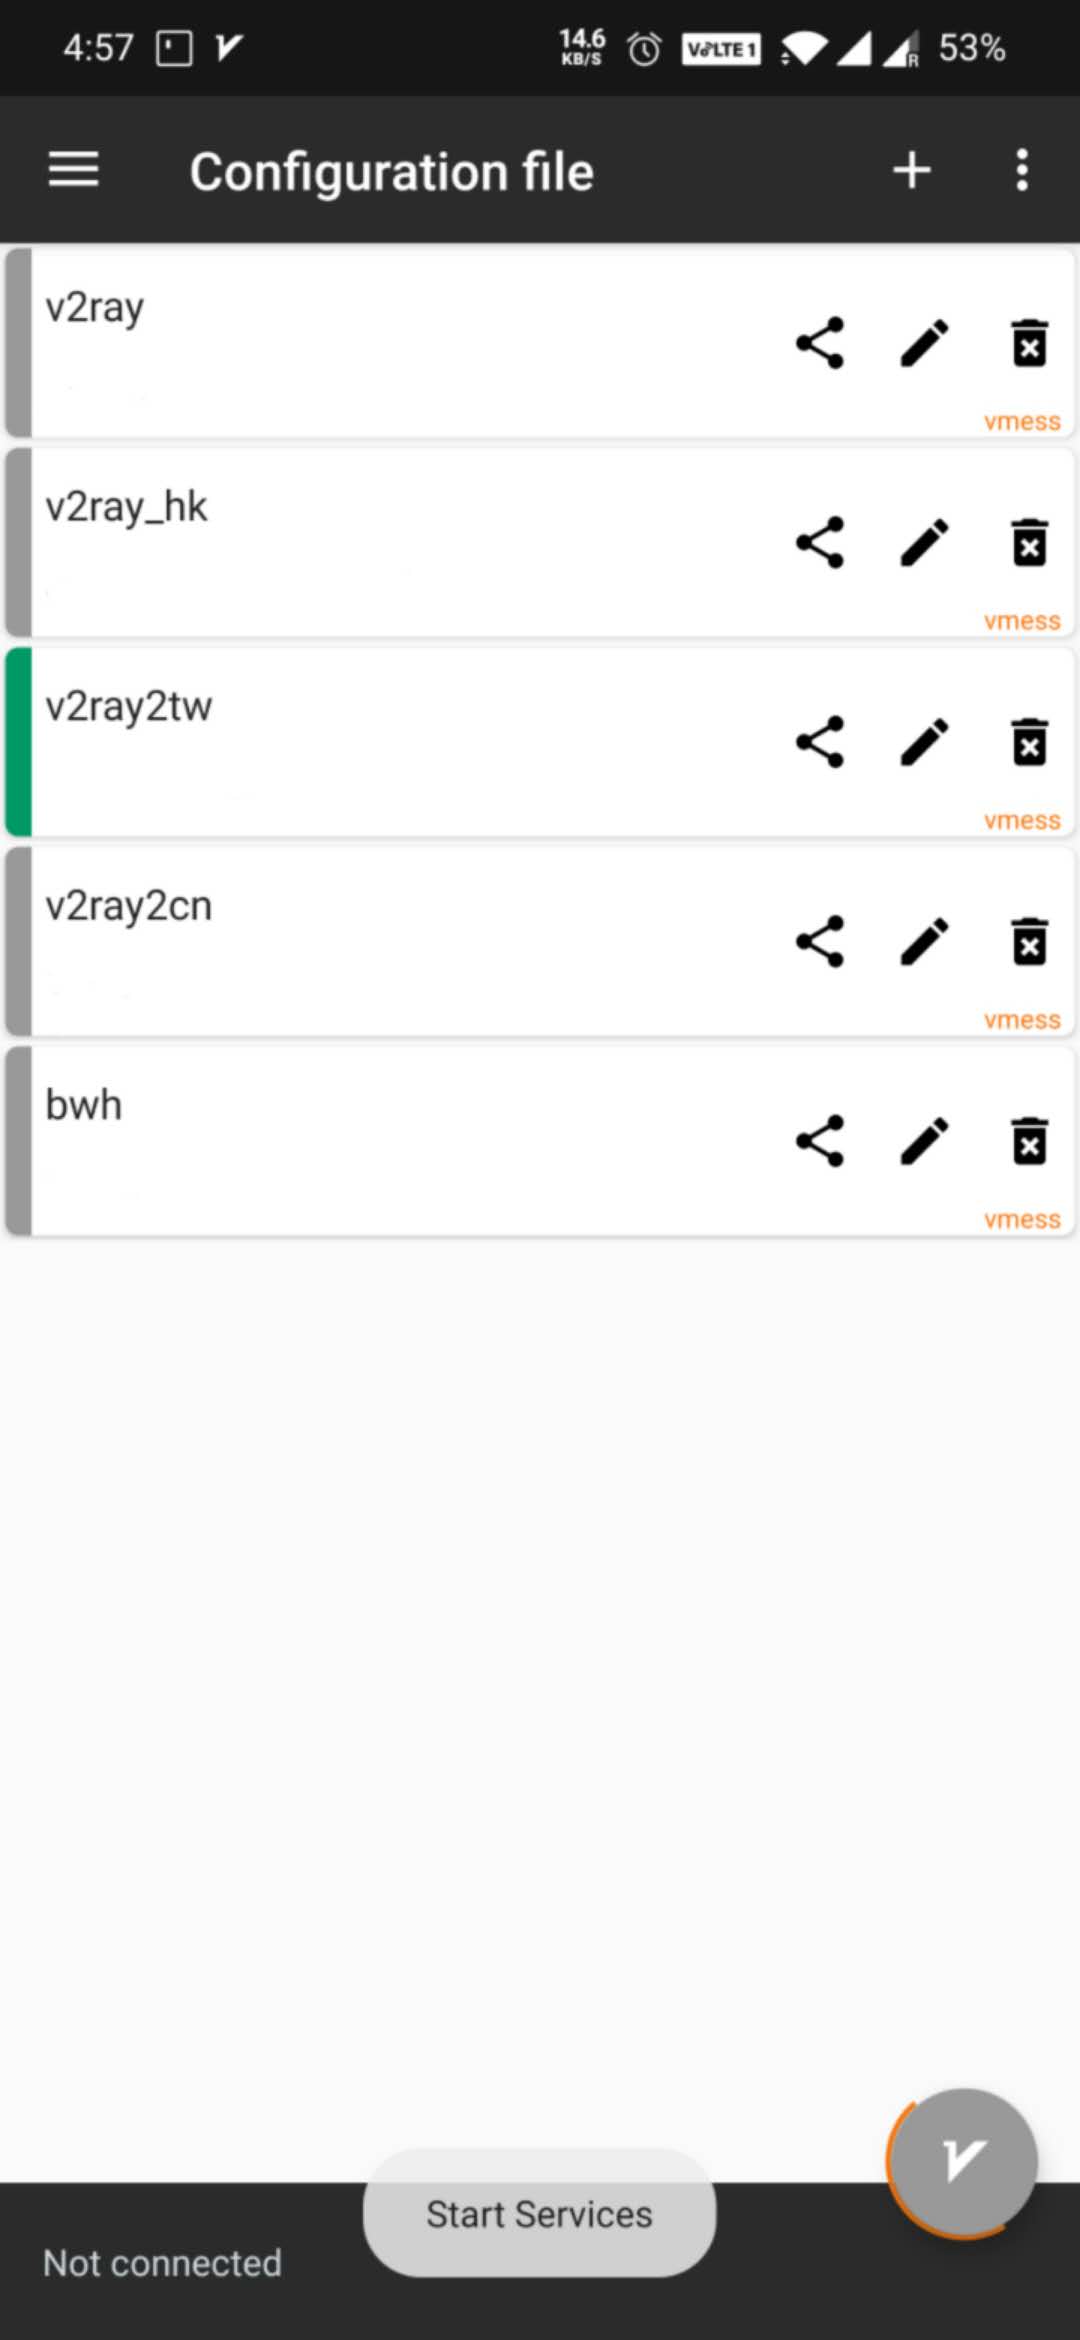 4:57 14.6 KB/S VoLTE 1 R 53%
Configuration file
v2ray
vmess
v2ray_hk
vmess
v2ray2tw
vmess
v2ray2cn
vmess
bwh
vmess
Start Services
Not connected